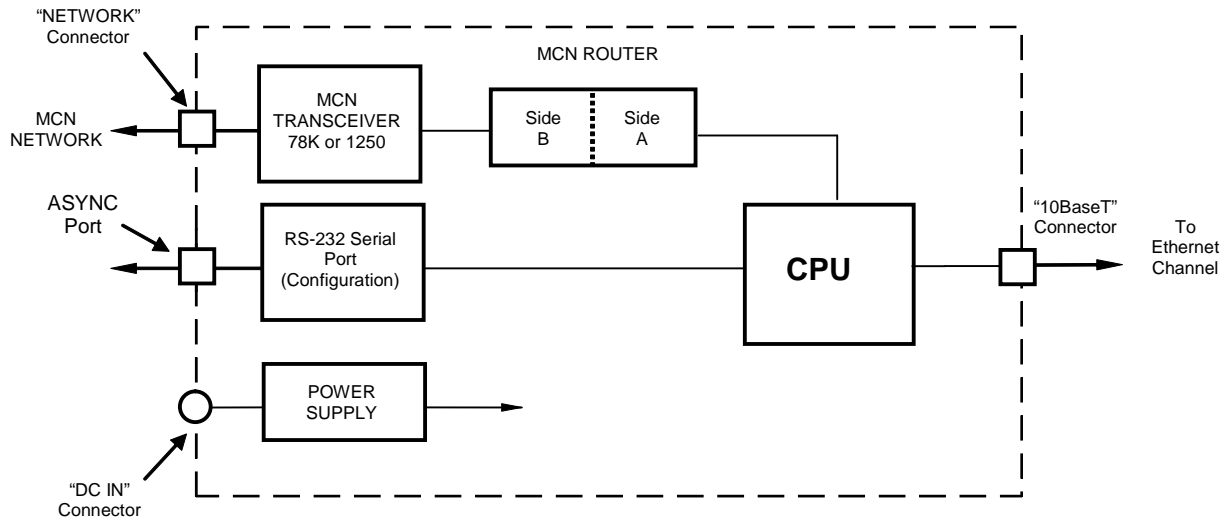 “NETWORK”
Connector
MCN ROUTER
MCN
TRANSCEIVER
78K or 1250
Side
B
Side
A
MCN
NETWORK
ASYNC
Port
RS-232 Serial
Port
(Configuration)
CPU
“10BaseT”
Connector
To
Ethernet
Channel
POWER
SUPPLY
“DC IN”
Connector